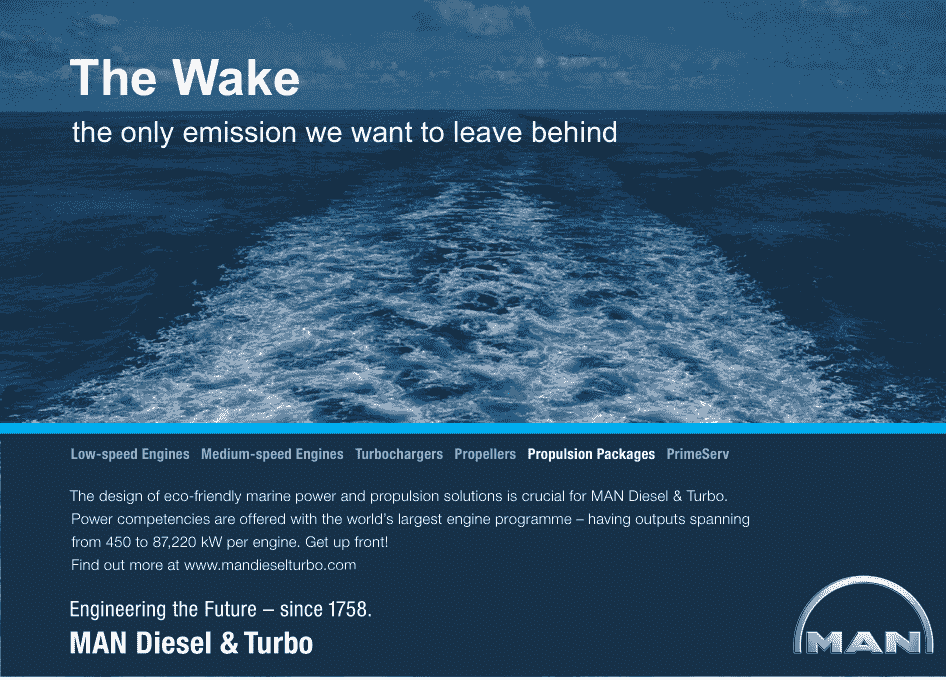 The Wake
the only emission we want to leave behind
Low-speed Engines Medium-speed Engines Turbochargers Propellers Propulsion Packages PrimeServ
The design of eco-friendly marine power and propulsion solutions is crucial for MAN Diesel & Turbo.
Power competencies are offered with the world's largest engine programme – having outputs spanning
from 450 to 87,220 kW per engine. Get up front!
Find out more at www.mandieselturbo.com
Engineering the Future – since 1758.
MAN Diesel & Turbo
MAN